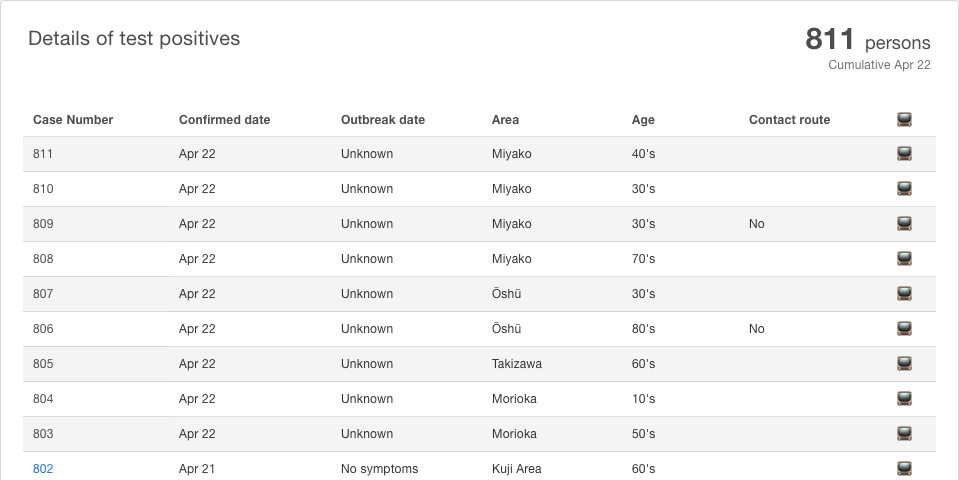 Details of test positives
811 persons
Cumulative Apr 22
Case Number Confirmed date Outbreak date Area Age Contact route
811 Apr 22 Unknown Miyako 40's
810 Apr 22 Unknown Miyako 30's
809 Apr 22 Unknown Miyako 30's No
808 Apr 22 Unknown Miyako 70's
807 Apr 22 Unknown Ōshū 30's
806 Apr 22 Unknown Ōshū 80's No
805 Apr 22 Unknown Takizawa 60's
804 Apr 22 Unknown Morioka 10's
803 Apr 22 Unknown Morioka 50's
802 Apr 21 No symptoms Kuji Area 60's